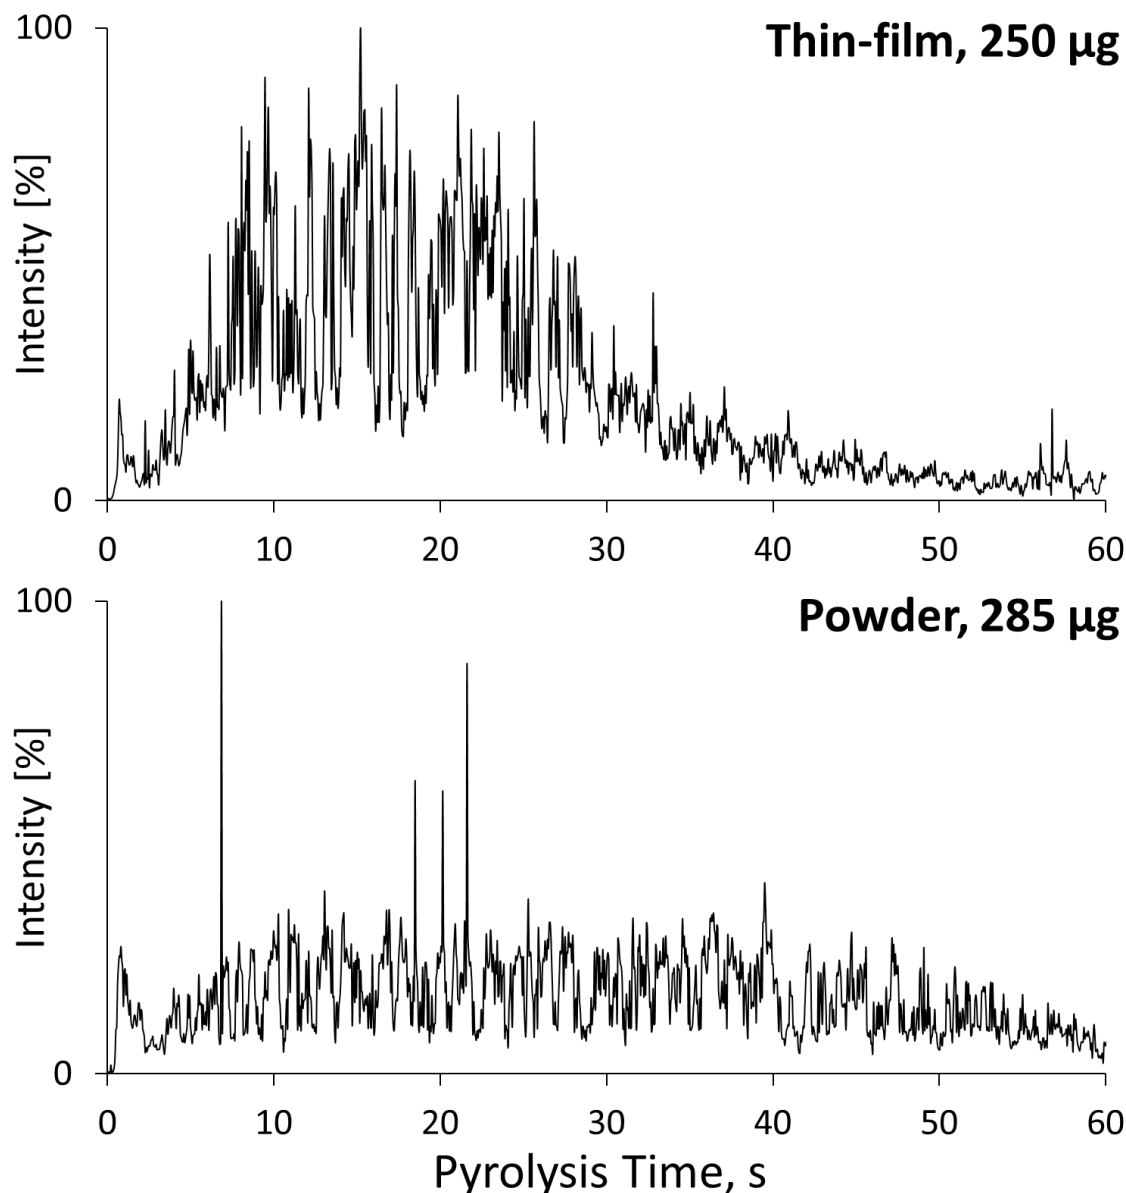 Thin-film, 250 µg
100
Intensity [%]
0
0 10 20 30 40 50 60
Powder, 285 µg
100
Intensity [%]
0
0 10 20 30 40 50 60
Pyrolysis Time, s